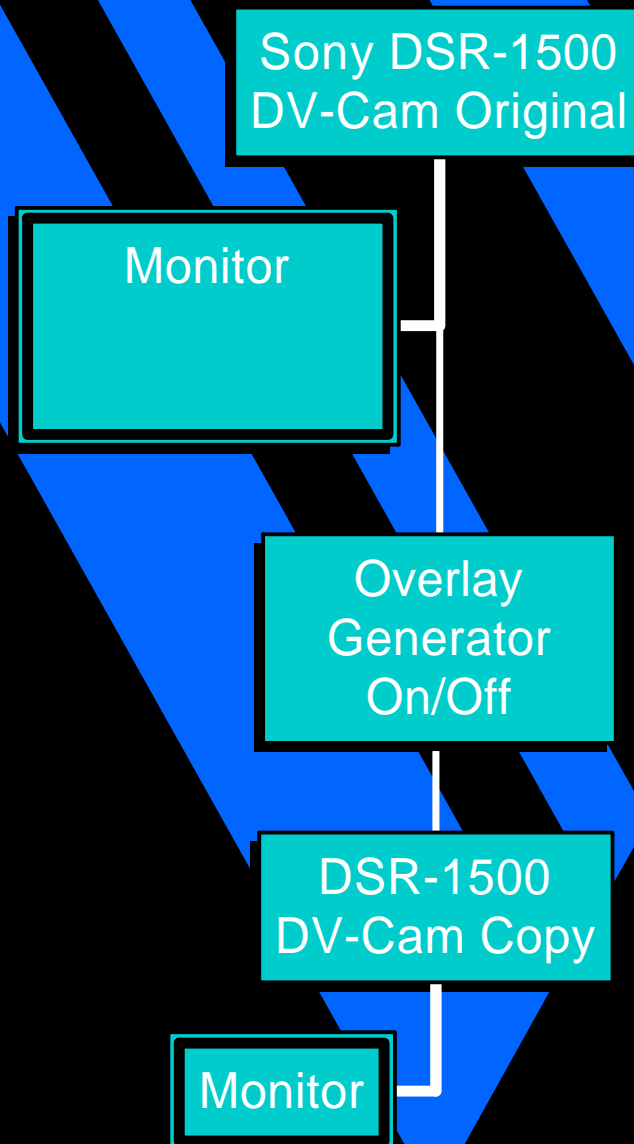 Sony DSR-1500
DV-Cam Original
Monitor
Overlay
Generator
On/Off
DSR-1500
DV-Cam Copy
Monitor